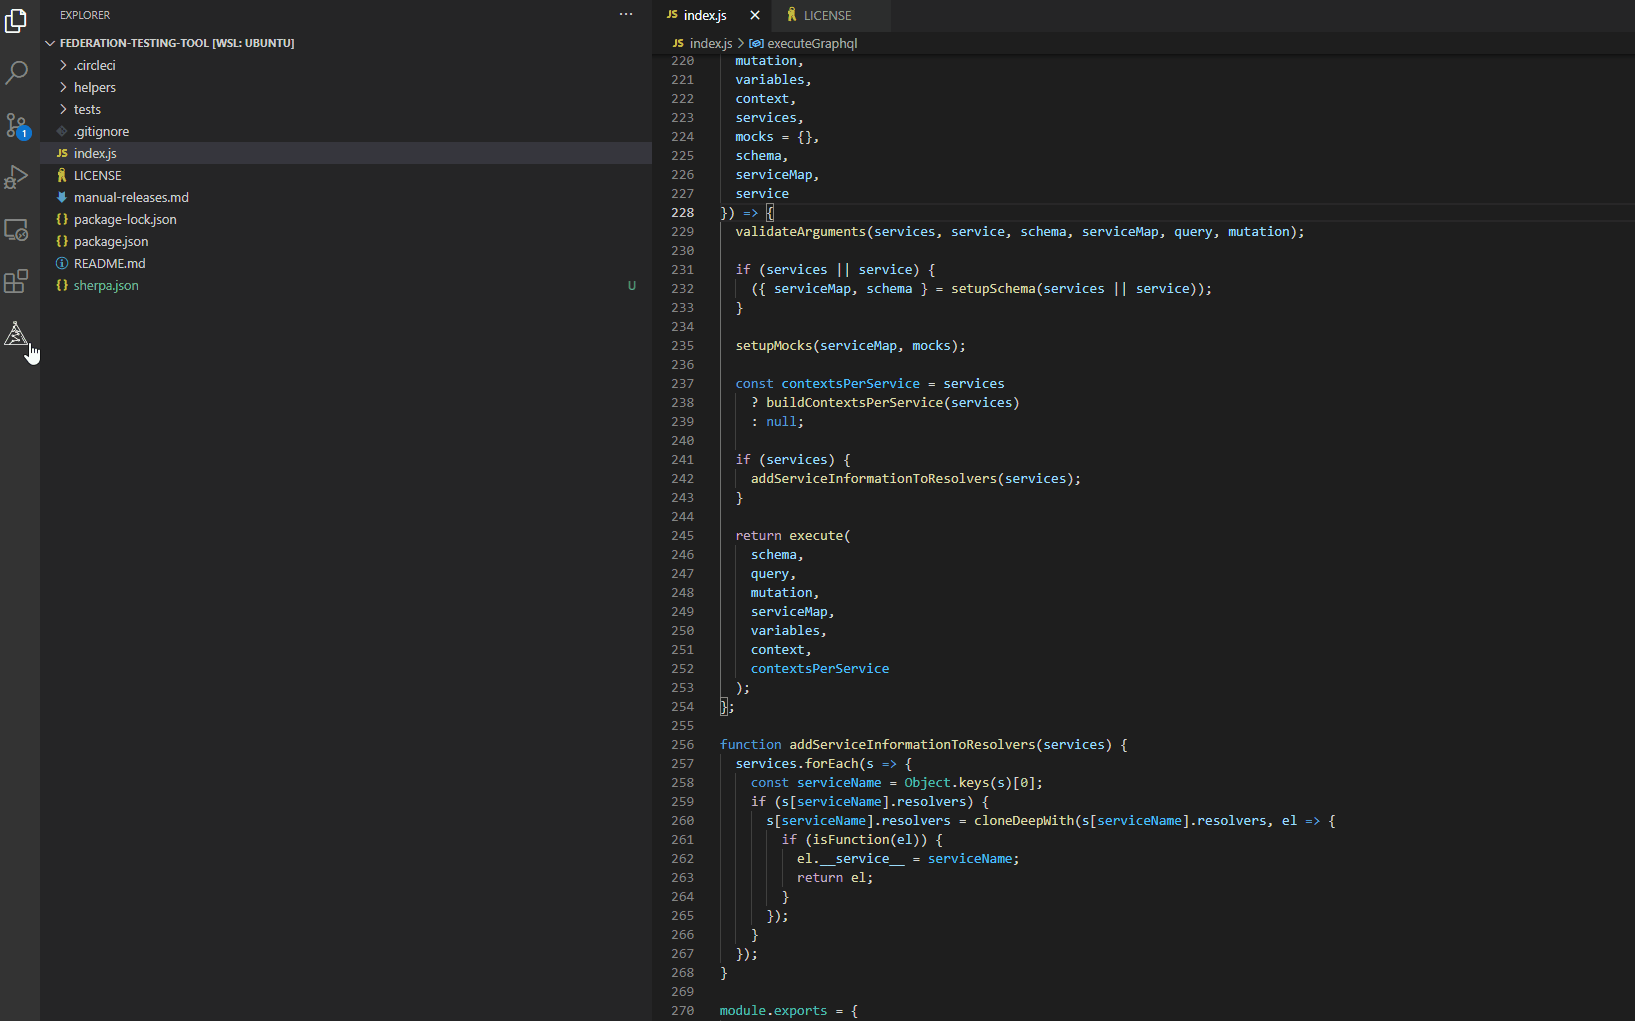 EXPLORER
FEDERATION-TESTING-TOOL [WSL: UBUNTU]
.circleci
helpers
tests
.gitignore
JS index.js
LICENSE
manual-releases.md
{} package-lock.json
{} package.json
README.md
{} sherpa.json U
1
JS index.js
LICENSE
JS index.js > executeGraphql
220 mutation,
221 variables,
222 context,
223 services,
224 mocks = {},
225 schema,
226 serviceMap,
227 service
228 }) => {
229 validateArguments(services, service, schema, serviceMap, query, mutation);
230
231 if (services || service) {
232 ({ serviceMap, schema } = setupSchema(services || service));
233 }
234
235 setupMocks(serviceMap, mocks);
236
237 const contextsPerService = services
238 ? buildContextsPerService(services)
239 : null;
240
241 if (services) {
242 addServiceInformationToResolvers(services);
243 }
244
245 return execute(
246 schema,
247 query,
248 mutation,
249 serviceMap,
250 variables,
251 context,
252 contextsPerService
253 );
254 };
255
256 function addServiceInformationToResolvers(services) {
257 services.forEach(s => {
258 const serviceName = Object.keys(s)[0];
259 if (s[serviceName].resolvers) {
260 s[serviceName].resolvers = cloneDeepWith(s[serviceName].resolvers, el => {
261 if (isFunction(el)) {
262 el.__service__ = serviceName;
263 return el;
264 }
265 });
266 }
267 });
268 }
269
270 module.exports = {